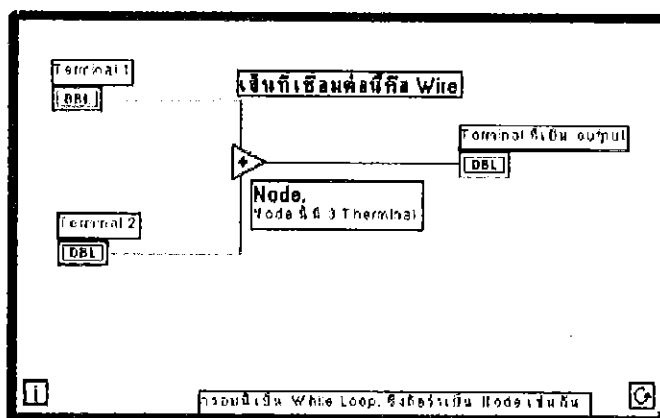 Terminal 1
DBL
เส้นที่เชื่อมต่อนี้คือ Wire
Terminal ที่เป็น output
DBL
+
Node,
Node นี้มี 3 Therminal
Terminal 2
DBL
i
กรอบนี้เป็น While Loop, ซึ่งถือว่าเป็น Node เช่นกัน